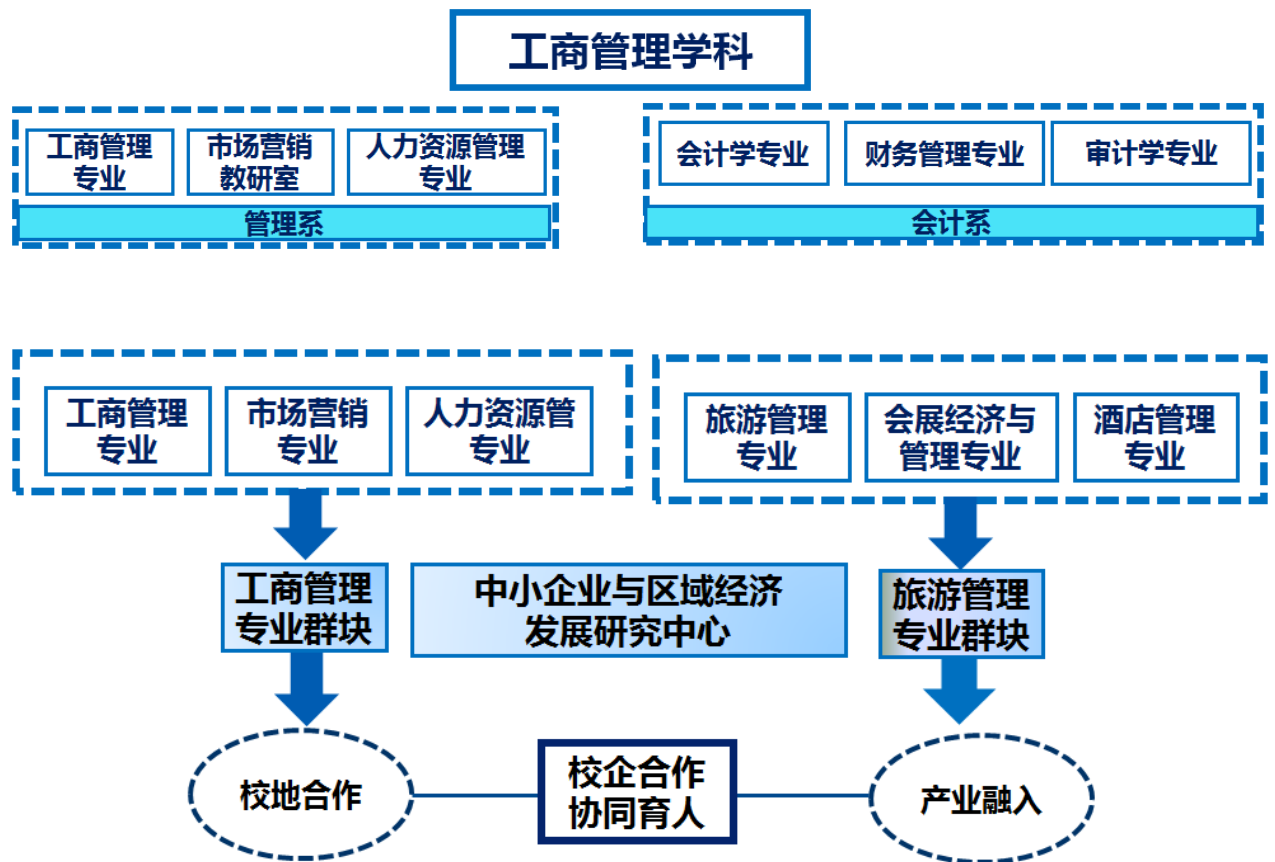 工商管理学科
工商管理
专业
市场营销
教研室
人力资源管理
专业
管理系
会计学专业
财务管理专业
审计学专业
会计系
工商管理
专业
市场营销
专业
人力资源管
专业
旅游管理
专业
会展经济与
管理专业
酒店管理
专业
工商管理
专业群块
中小企业与区域经济
发展研究中心
旅游管理
专业群块
校地合作
校企合作
协同育人
产业融入